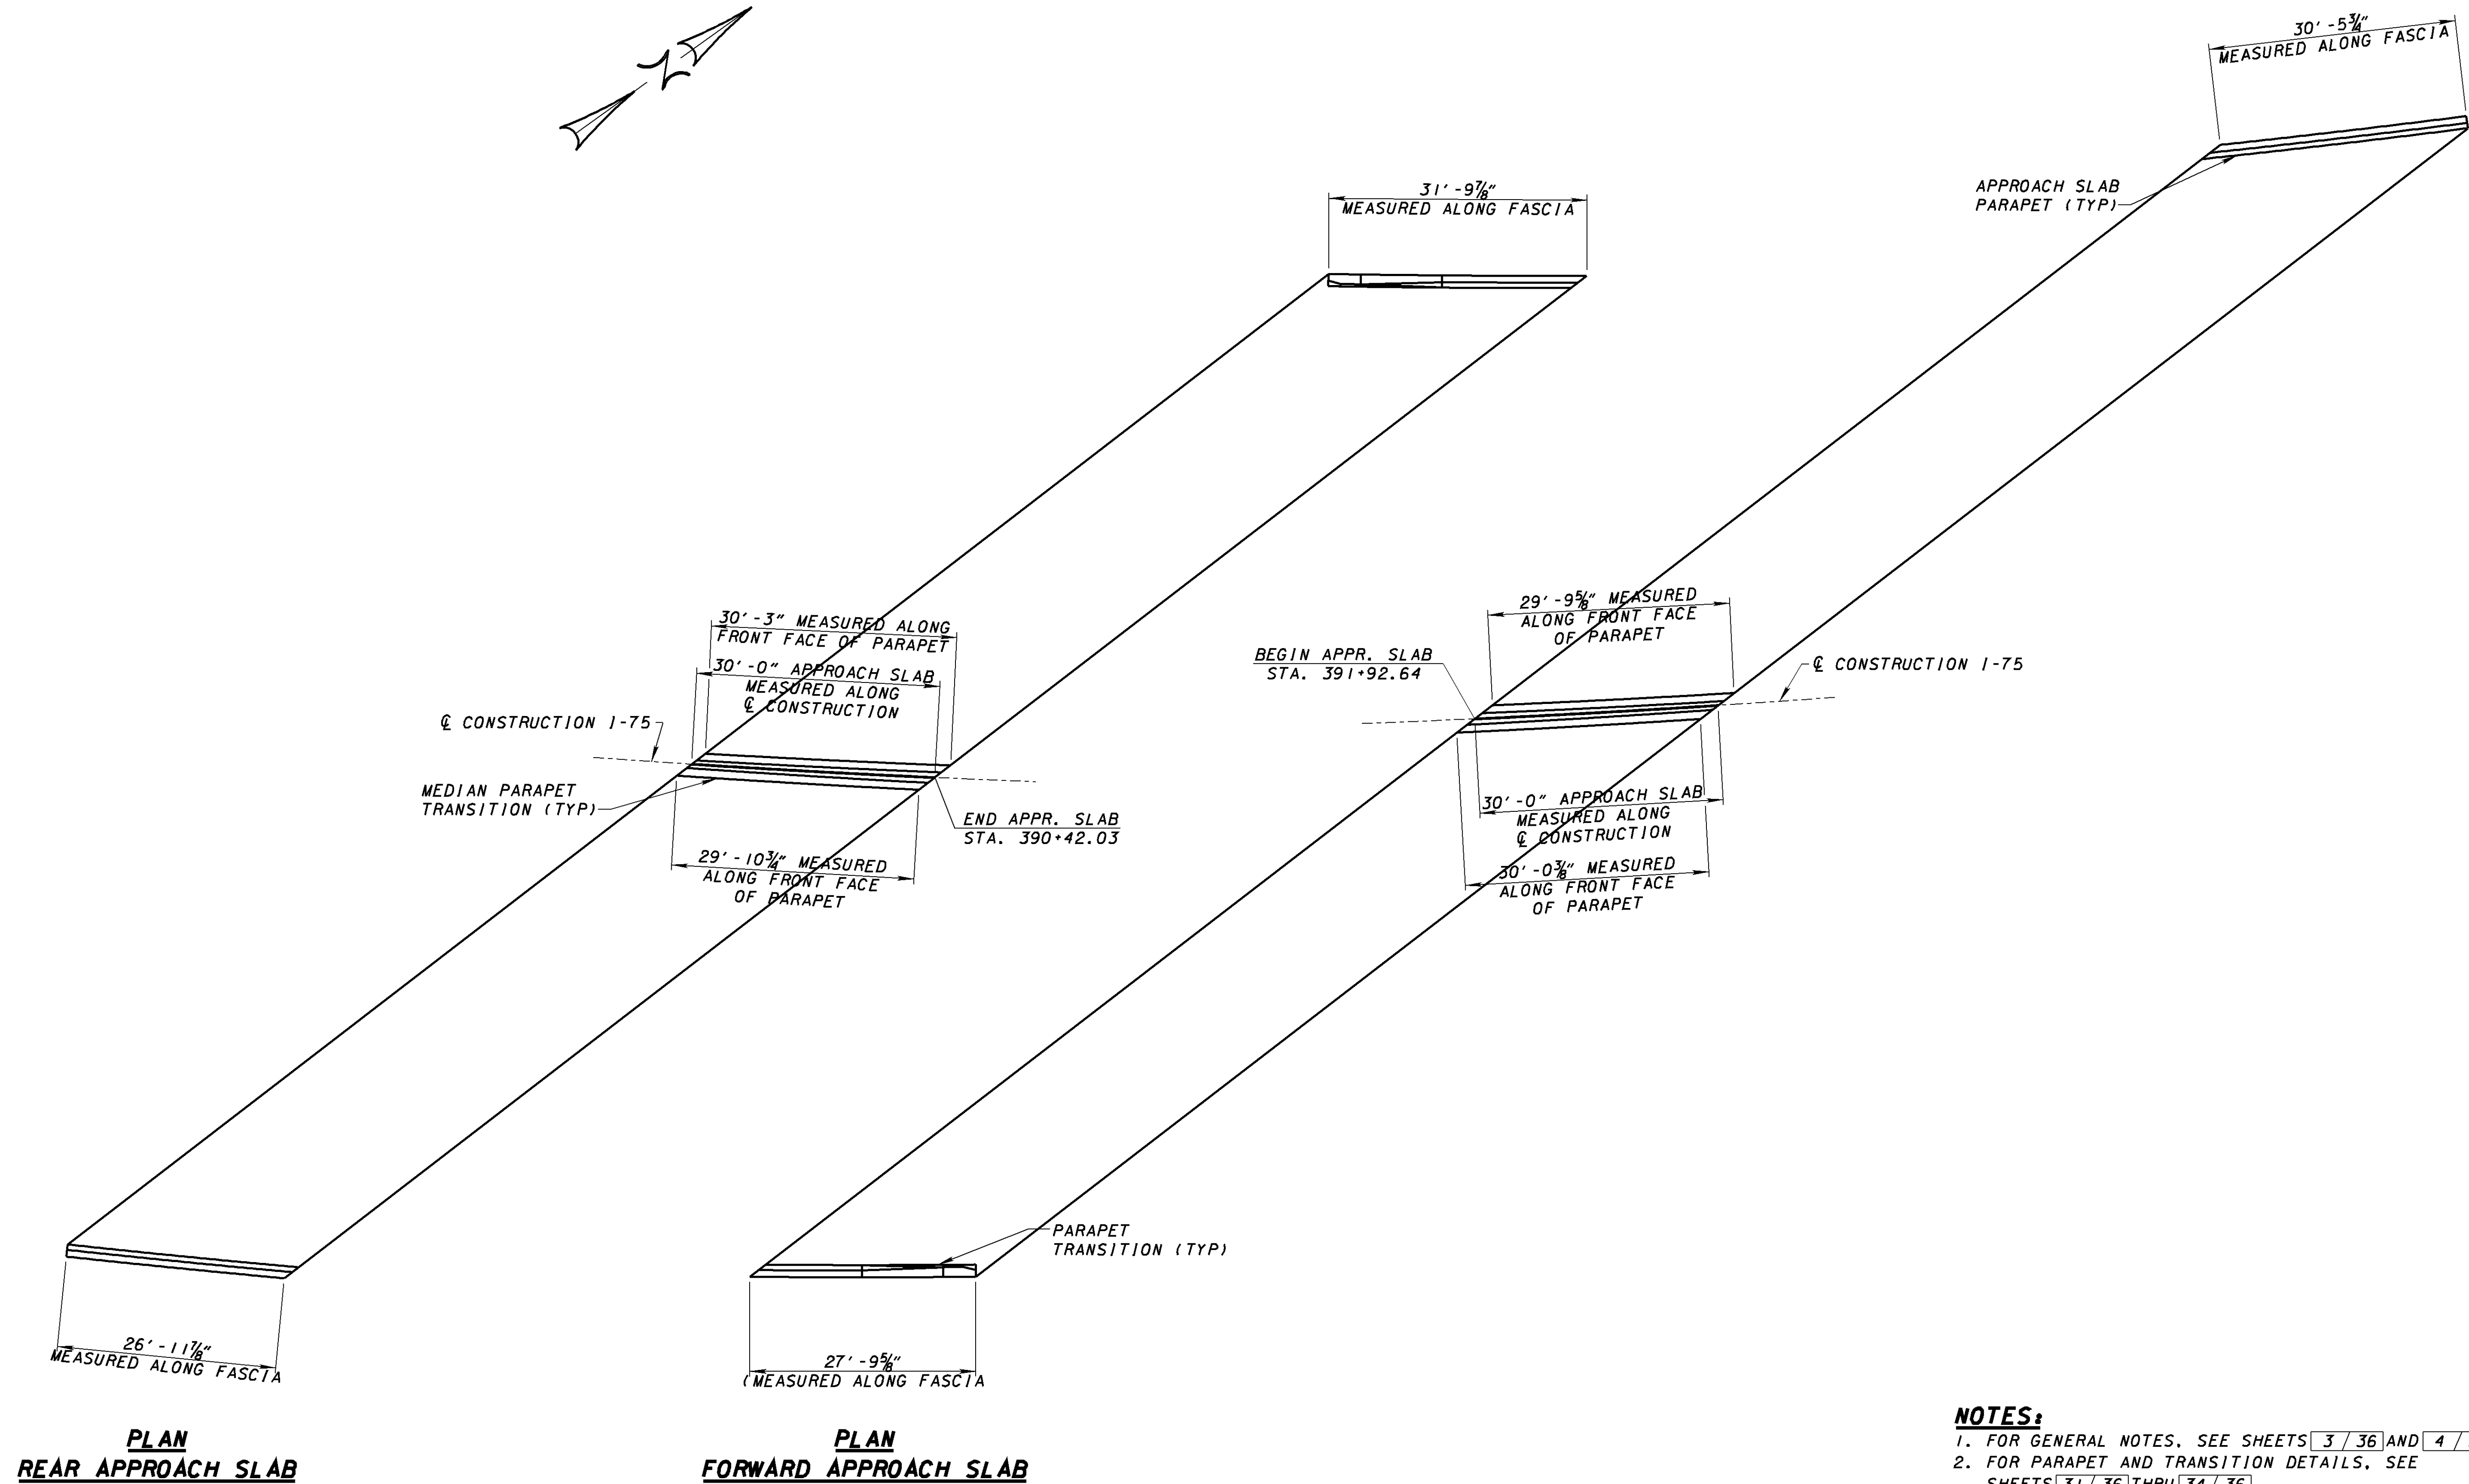 30'-5¾"
MEASURED ALONG FASCIA
31'-9⅞"
MEASURED ALONG FASCIA
APPROACH SLAB
PARAPET (TYP)
30'-3" MEASURED ALONG
FRONT FACE OF PARAPET
30'-0" APPROACH SLAB
MEASURED ALONG
℄ CONSTRUCTION
℄ CONSTRUCTION I-75
MEDIAN PARAPET
TRANSITION (TYP)
END APPR. SLAB
STA. 390+42.03
29'-10¾" MEASURED
ALONG FRONT FACE
OF PARAPET
29'-9⅝" MEASURED
ALONG FRONT FACE
OF PARAPET
BEGIN APPR. SLAB
STA. 391+92.64
℄ CONSTRUCTION I-75
30'-0" APPROACH SLAB
MEASURED ALONG
℄ CONSTRUCTION
30'-0⅜" MEASURED
ALONG FRONT FACE
OF PARAPET
PARAPET
TRANSITION (TYP)
26'-11⅞"
MEASURED ALONG FASCIA
27'-9⅝"
(MEASURED ALONG FASCIA
PLAN
REAR APPROACH SLAB
PLAN
FORWARD APPROACH SLAB
NOTES:
1. FOR GENERAL NOTES, SEE SHEETS 3 / 36 AND 4 /
2. FOR PARAPET AND TRANSITION DETAILS, SEE
SHEETS 31 / 36 THRU 34 / 36